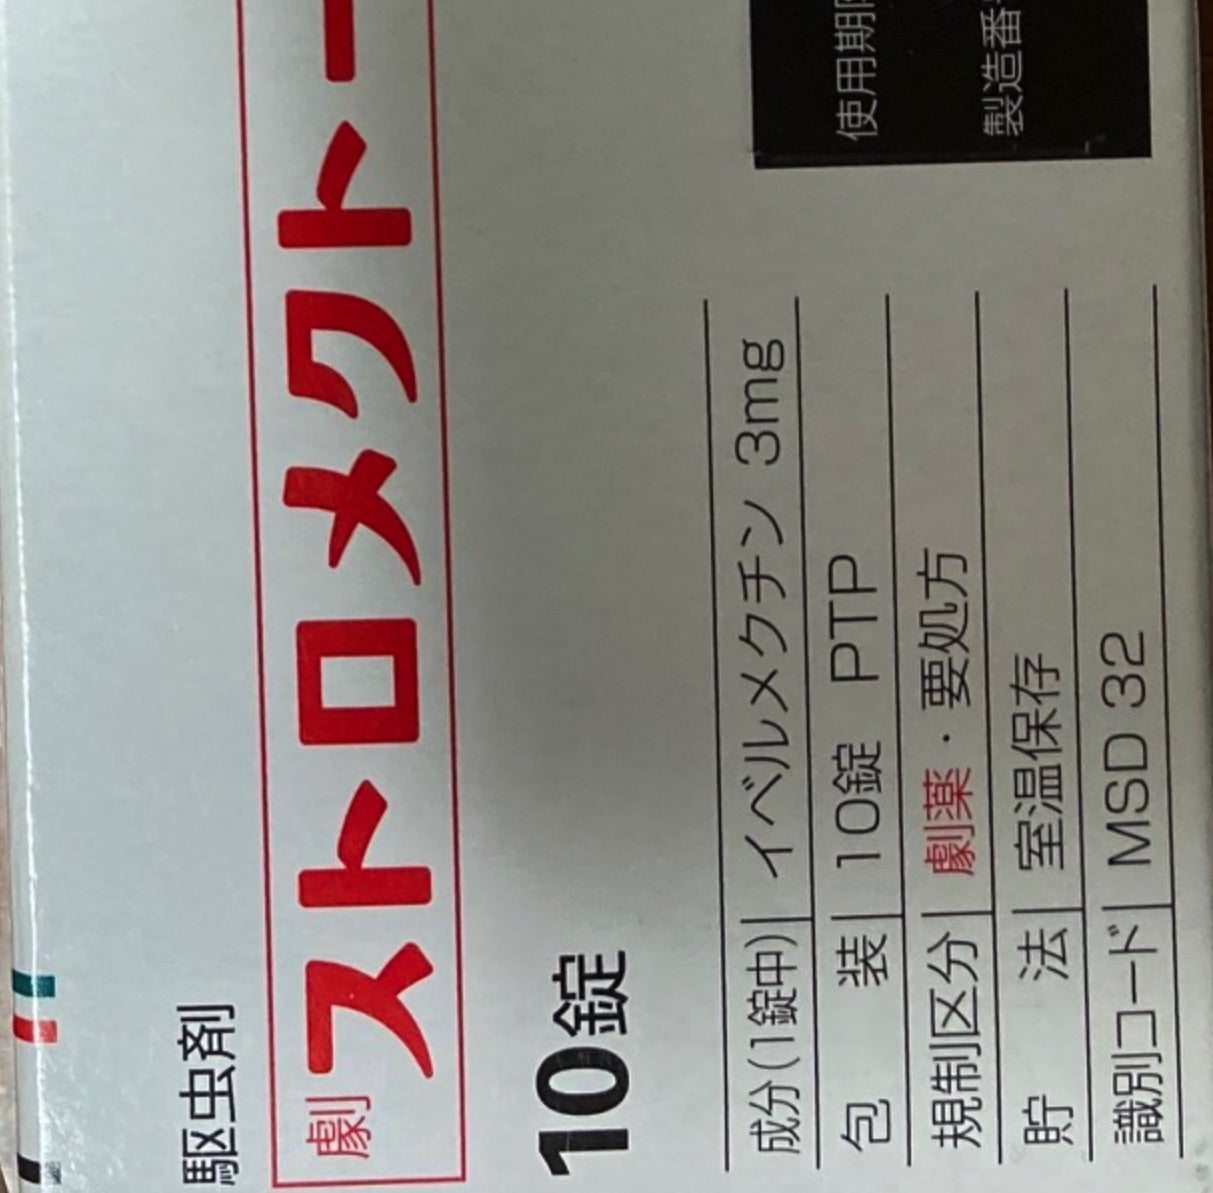 駆虫剤
劇 ストロメクトー
10錠
成分(1錠中) イベルメクチン 3mg
包装 10錠 PTP
規制区分 劇薬・要処方
貯法 室温保存
識別コード MSD 32
使用期
製造番